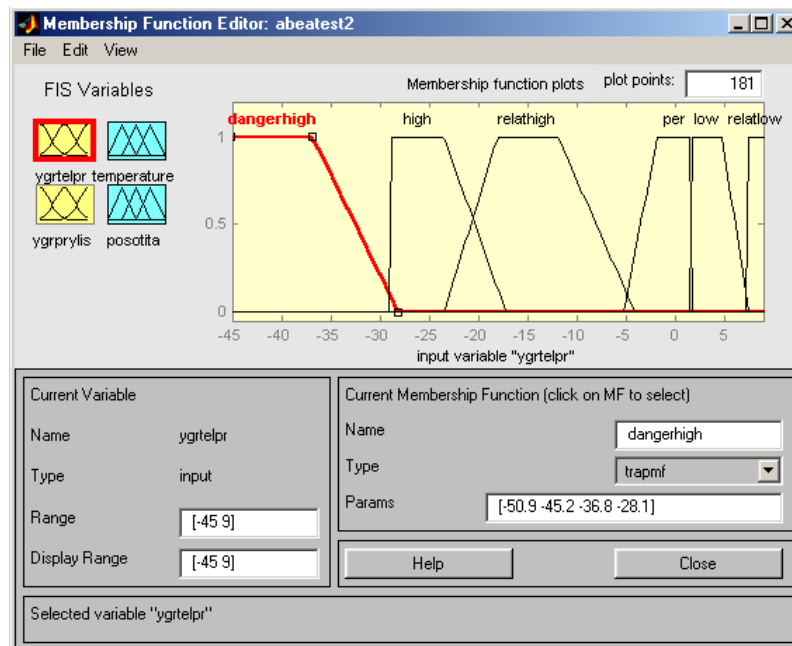 Membership Function Editor: abeatest2
File Edit View
FIS Variables
Membership function plots plot points: 181
dangerhigh high relathigh per low relatlow
1
0.5
0
ygrtelpr temperature
ygrprylis posotita
-45 -40 -35 -30 -25 -20 -15 -10 -5 0 5
input variable "ygrtelpr"
Current Variable
Name ygrtelpr
Type input
Range [-45 9]
Display Range [-45 9]
Current Membership Function (click on MF to select)
Name dangerhigh
Type trapmf
Params [-50.9 -45.2 -36.8 -28.1]
Help Close
Selected variable "ygrtelpr"